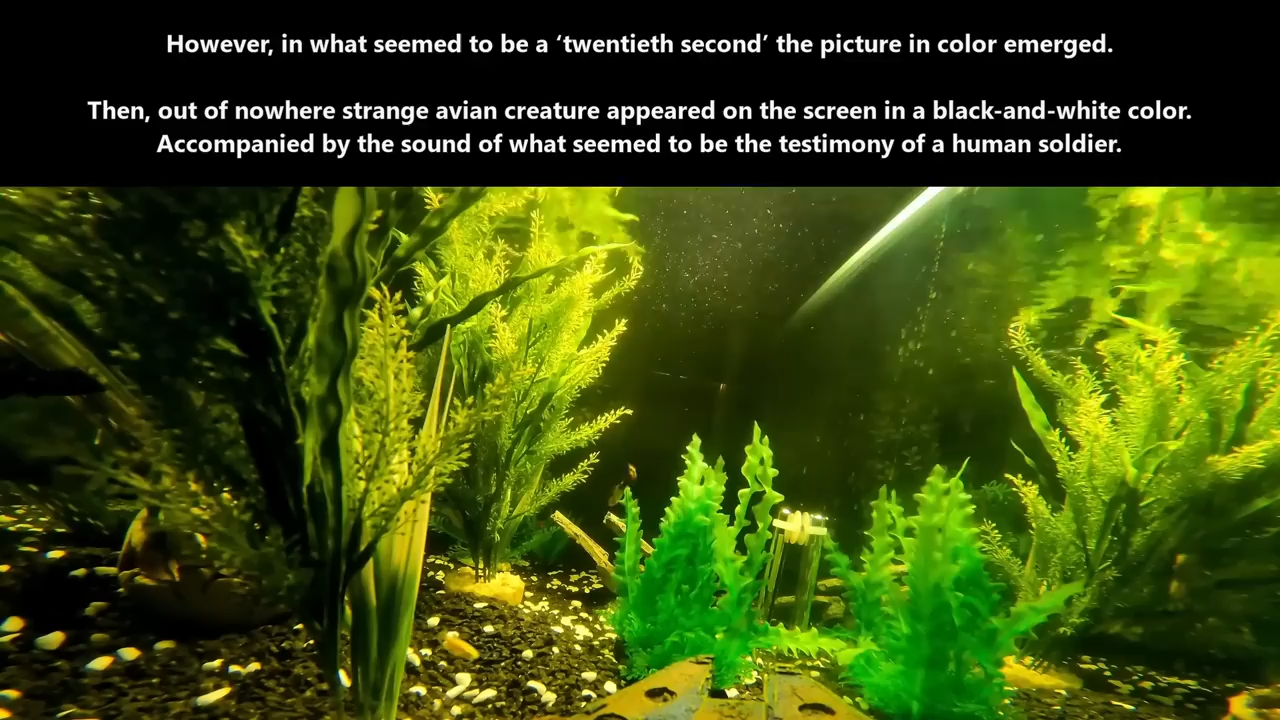 However, in what seemed to be a ‘twentieth second’ the picture in color emerged.
Then, out of nowhere strange avian creature appeared on the screen in a black-and-white color.
Accompanied by the sound of what seemed to be the testimony of a human soldier.